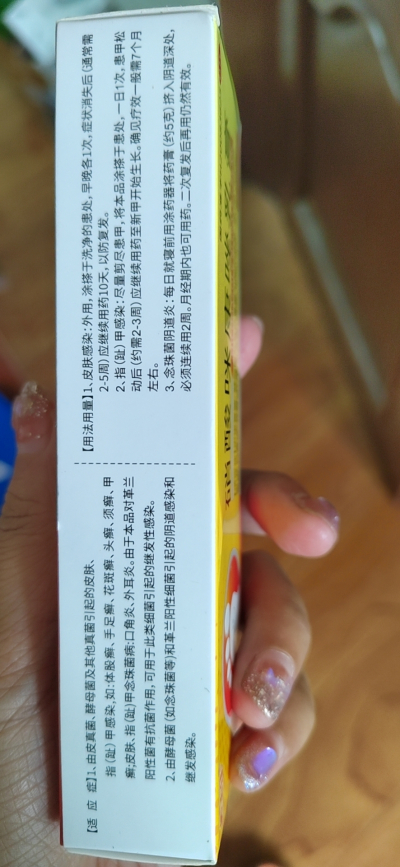 【适 应 症】1、由皮真菌、酵母菌及其他真菌引起的皮肤、
指(趾)甲感染,如:体股癣、手足癣、花斑癣、头癣、须癣、甲
癣;皮肤、指(趾)甲念珠菌病;口角炎、外耳炎。由于本品对革兰
阳性菌有抗菌作用,可用于此类细菌引起的继发性感染。
2、由酵母菌(如念珠菌等)和革兰阳性细菌引起的阴道感染和
继发感染。
【用法用量】1、皮肤感染:外用,涂搽于洗净的患处,早晚各1次,症状消失后(通常需
2-5周)应继续用药10天,以防复发。
2、指(趾)甲感染:尽量剪尽患甲,将本品涂擦于患处,一日1次,患甲松
动后(约需2-3周)应继续用药至新甲开始生长。确见疗效一般需7个月
左右。
3、念珠菌阴道炎:每日就寝前用涂药器将药膏(约5克)挤入阴道深处,
必须连续用2周。月经期内也可用药。二次复发后再用仍然有效。